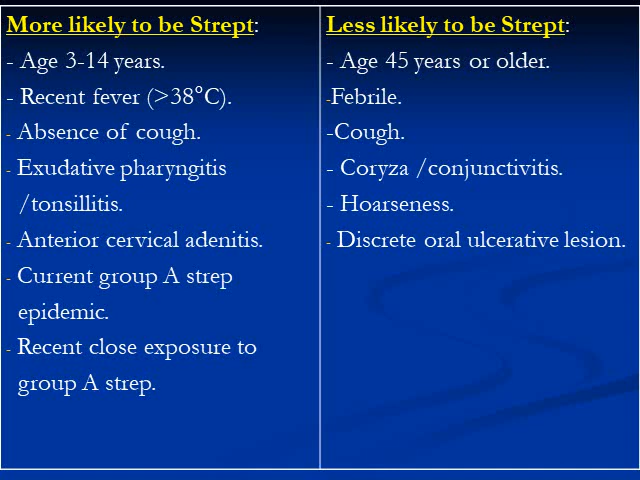 More likely to be Strept:
- Age 3-14 years.
- Recent fever (>38°C).
- Absence of cough.
- Exudative pharyngitis
/tonsillitis.
- Anterior cervical adenitis.
- Current group A strep
epidemic.
- Recent close exposure to
group A strep.
Less likely to be Strept:
- Age 45 years or older.
-Febrile.
-Cough.
- Coryza /conjunctivitis.
- Hoarseness.
- Discrete oral ulcerative lesion.